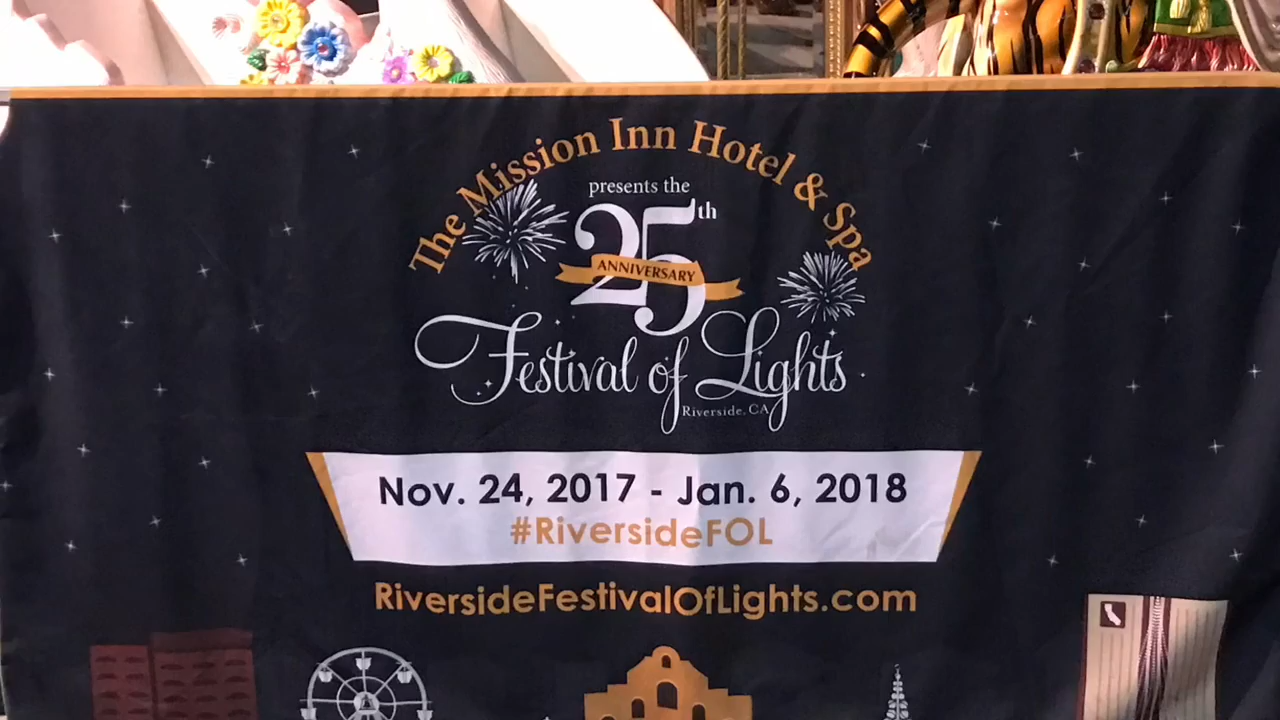 The Mission Inn Hotel & Spa
presents the
25th
ANNIVERSARY
Festival of Lights
Riverside, CA
Nov. 24, 2017 - Jan. 6, 2018
#RiversideFOL
RiversideFestivalOfLights.com